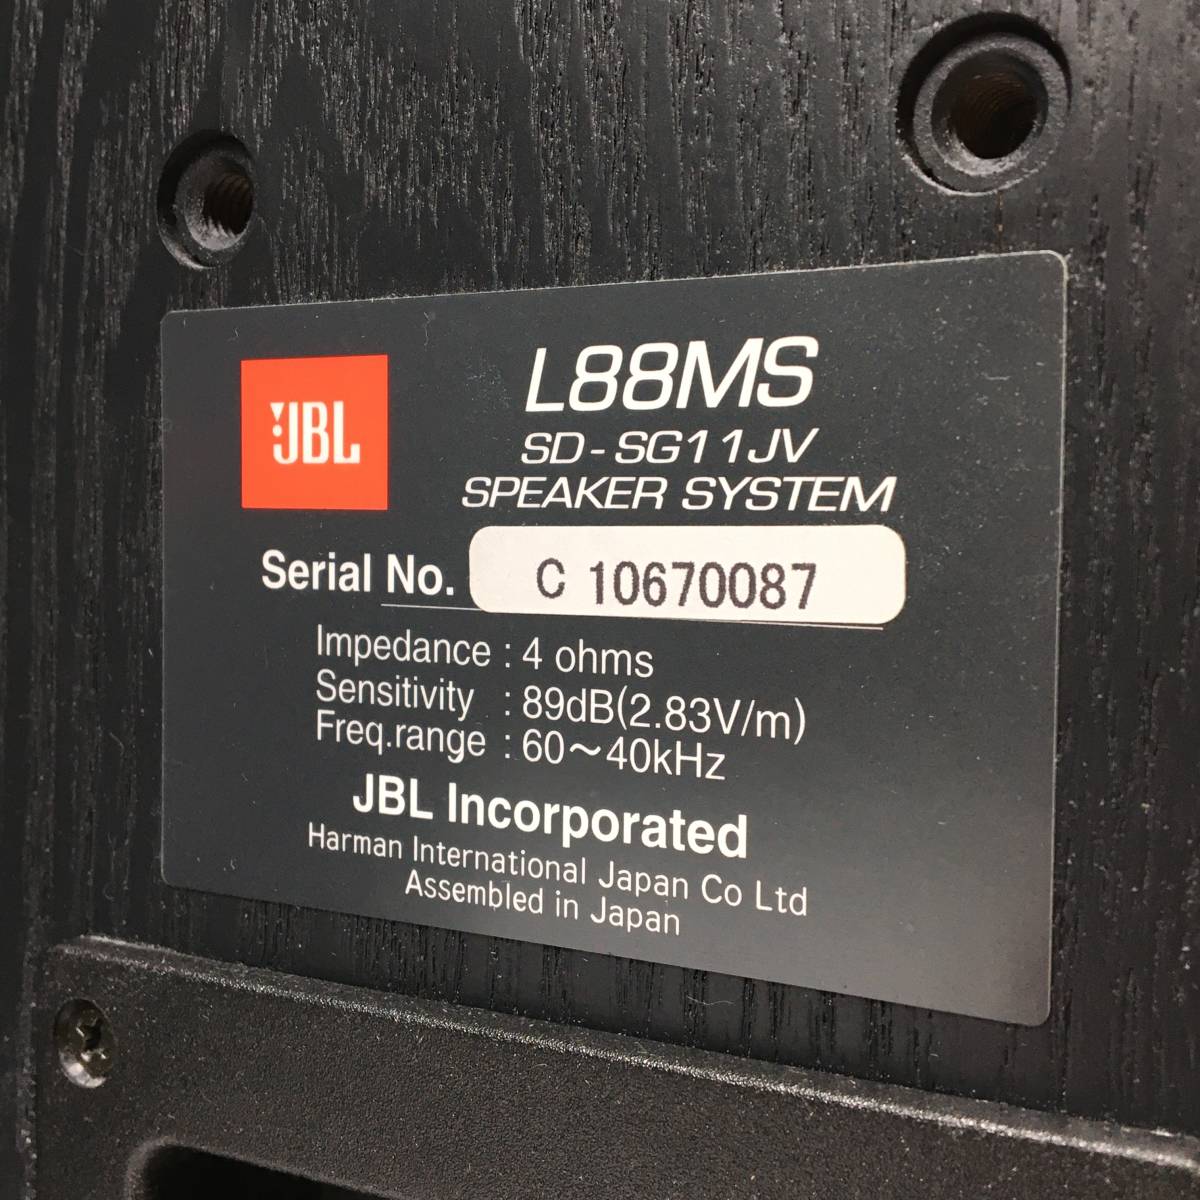 JBL
L88MS
SD-SG11JV
SPEAKER SYSTEM
Serial No. C 10670087
Impedance : 4 ohms
Sensitivity : 89dB(2.83V/m)
Freq.range : 60~40kHz
JBL Incorporated
Harman International Japan Co Ltd
Assembled in Japan